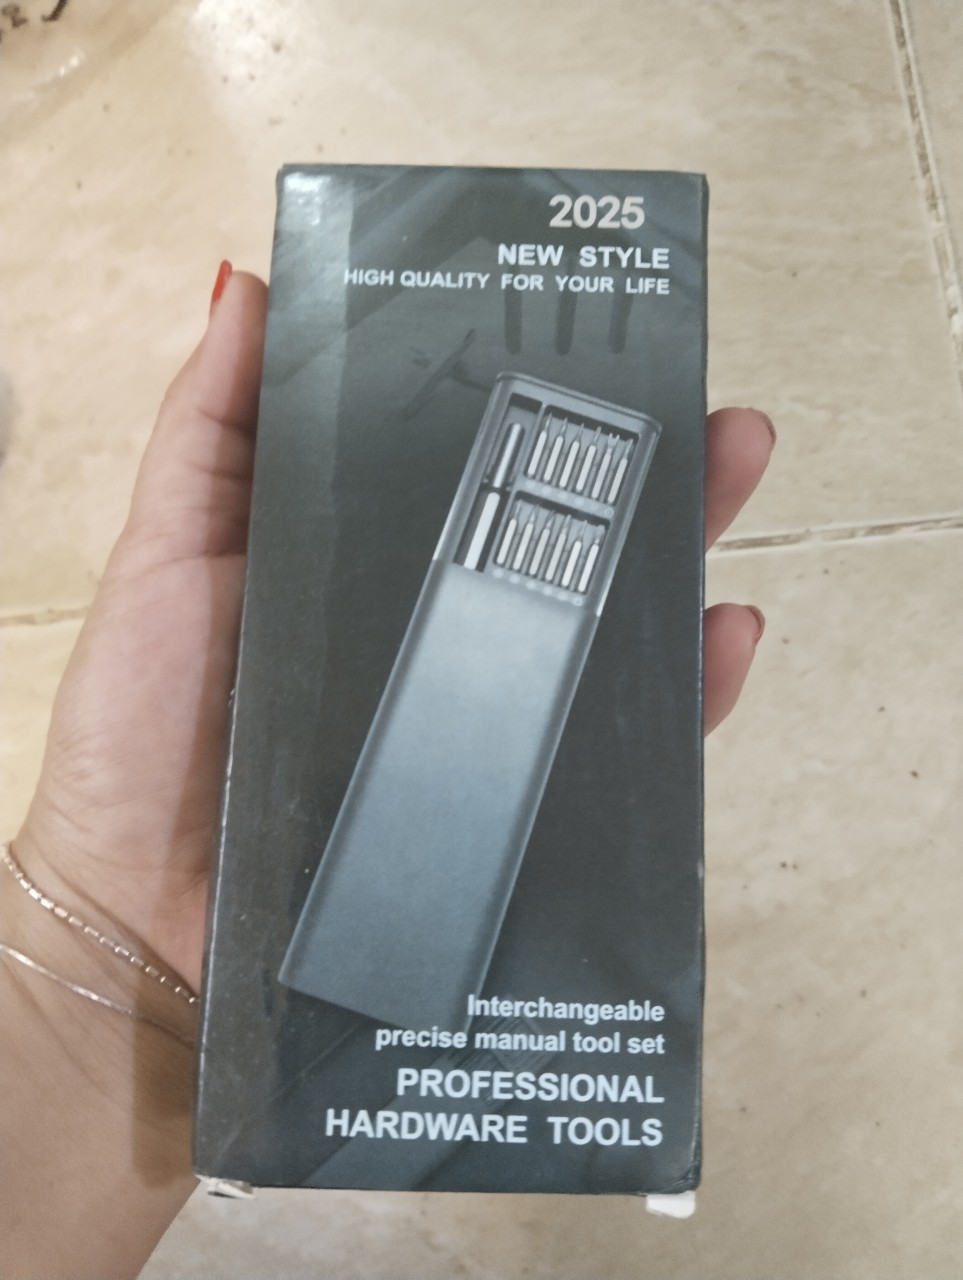 2025
NEW STYLE
HIGH QUALITY FOR YOUR LIFE
Interchangeable
precise manual tool set
PROFESSIONAL
HARDWARE TOOLS